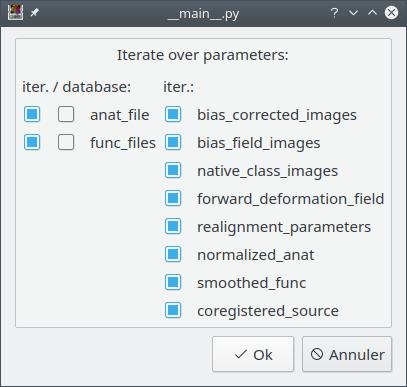 __main__.py
Iterate over parameters:
iter. / database: iter.:
anat_file bias_corrected_images
func_files bias_field_images
native_class_images
forward_deformation_field
realignment_parameters
normalized_anat
smoothed_func
coregistered_source
Ok Annuler